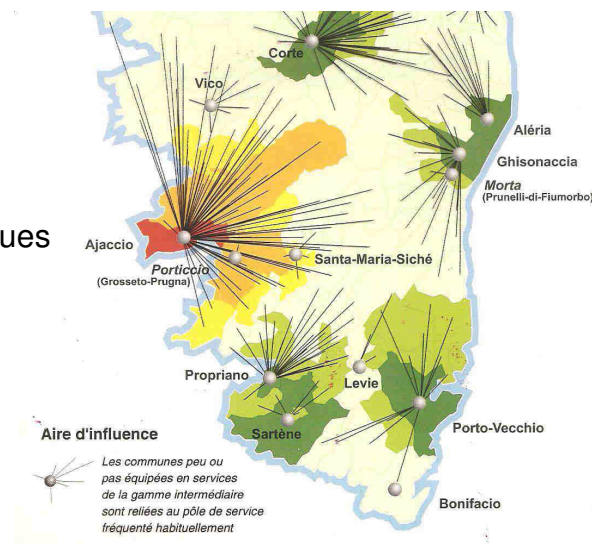 Corte
Vico
Aléria
Ghisonaccia
Morta
(Prunelli-di-Fiumorbo)
ues
Ajaccio
Porticcio
(Grosseto-Prugna)
Santa-Maria-Siché
Propriano
Levie
Sartène
Porto-Vecchio
Bonifacio
Aire d'influence
Les communes peu ou
pas équipées en services
de la gamme intermédiaire
sont reliées au pôle de service
fréquenté habituellement